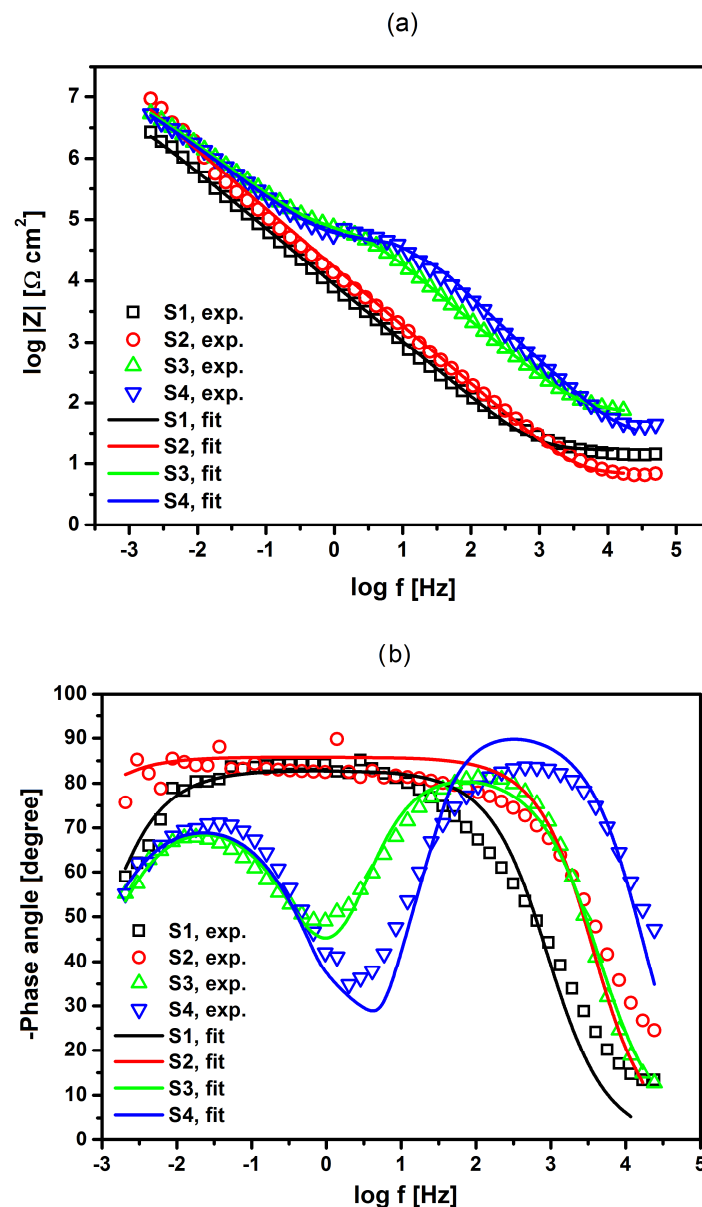 (a)
7
6
5
4
3
2
1
0
log |Z| [Ω cm²]
S1, exp.
S2, exp.
S3, exp.
S4, exp.
S1, fit
S2, fit
S3, fit
S4, fit
-3 -2 -1 0 1 2 3 4 5
log f [Hz]
(b)
100
90
80
70
60
50
40
30
20
10
0
-Phase angle [degree]
S1, exp.
S2, exp.
S3, exp.
S4, exp.
S1, fit
S2, fit
S3, fit
S4, fit
-3 -2 -1 0 1 2 3 4 5
log f [Hz]